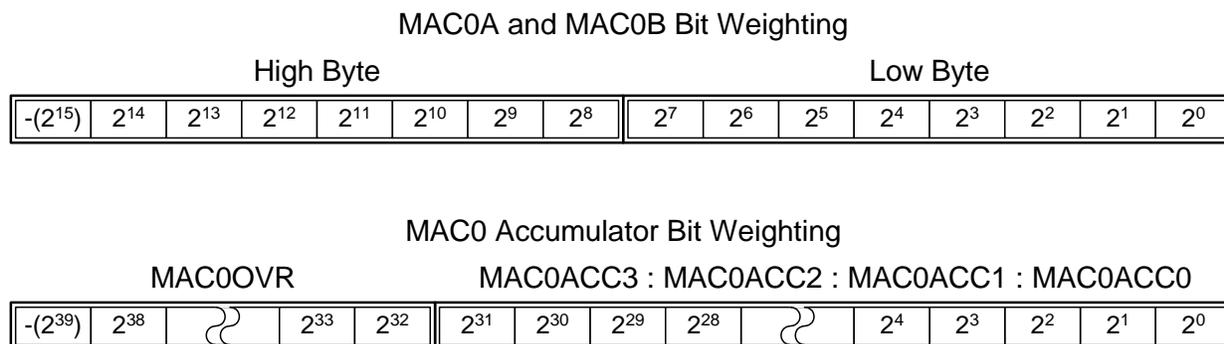 MAC0A and MAC0B Bit Weighting
High Byte Low Byte
-(2¹⁵) 2¹⁴ 2¹³ 2¹² 2¹¹ 2¹⁰ 2⁹ 2⁸ 2⁷ 2⁶ 2⁵ 2⁴ 2³ 2² 2¹ 2⁰
MAC0 Accumulator Bit Weighting
MAC0OVR MAC0ACC3 : MAC0ACC2 : MAC0ACC1 : MAC0ACC0
-(2³⁹) 2³⁸ 2³³ 2³² 2³¹ 2³⁰ 2²⁹ 2²⁸ 2⁴ 2³ 2² 2¹ 2⁰